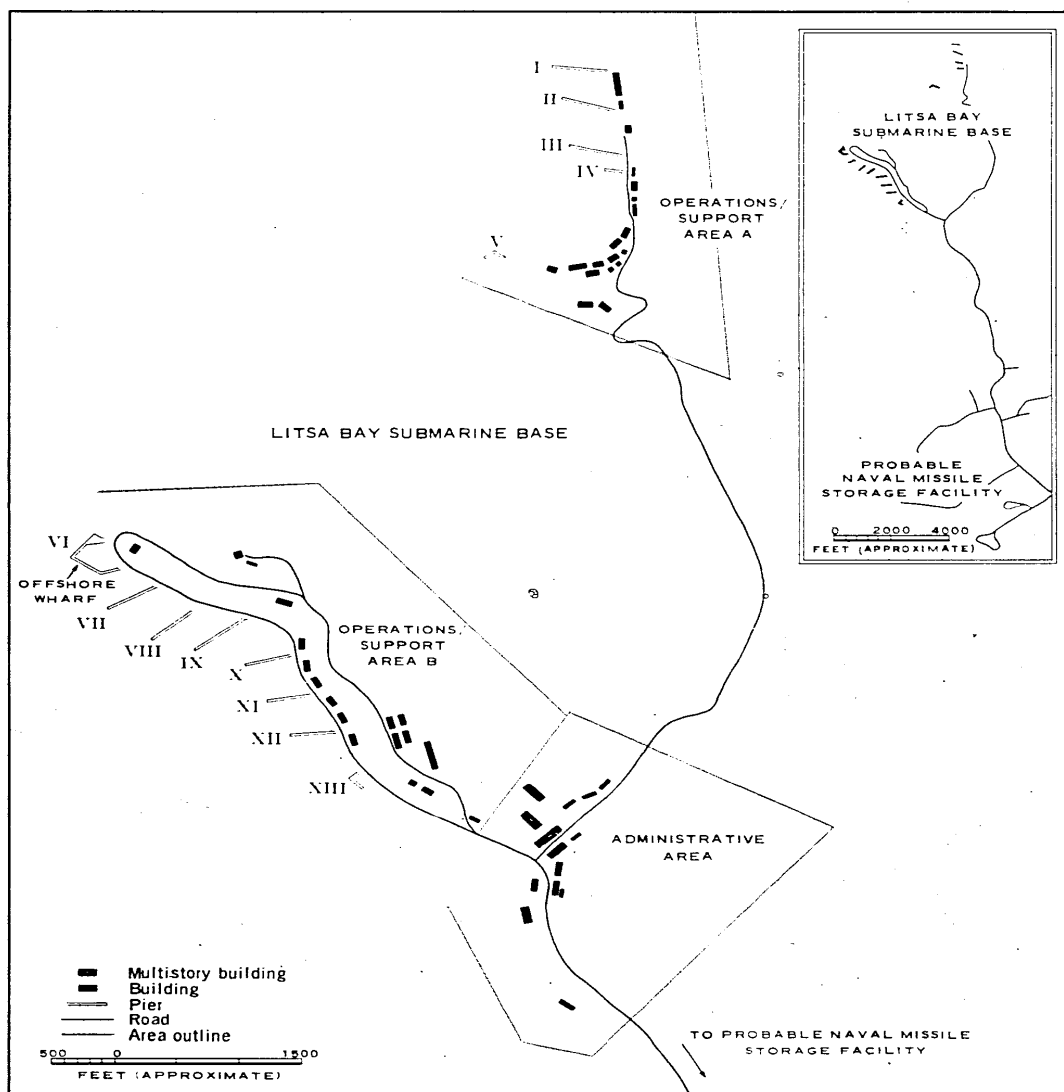 I
II
III
IV
V
OPERATIONS/
SUPPORT
AREA A
LITSA BAY
SUBMARINE BASE
PROBABLE
NAVAL MISSILE
STORAGE FACILITY
0 2000 4000
FEET (APPROXIMATE)
LITSA BAY SUBMARINE BASE
VI
OFFSHORE
WHARF
VII
VIII
IX
X
XI
XII
XIII
OPERATIONS/
SUPPORT
AREA B
ADMINISTRATIVE
AREA
Multistory building
Building
Pier
Road
Area outline
500 0 1500
FEET (APPROXIMATE)
TO PROBABLE NAVAL MISSILE
STORAGE FACILITY